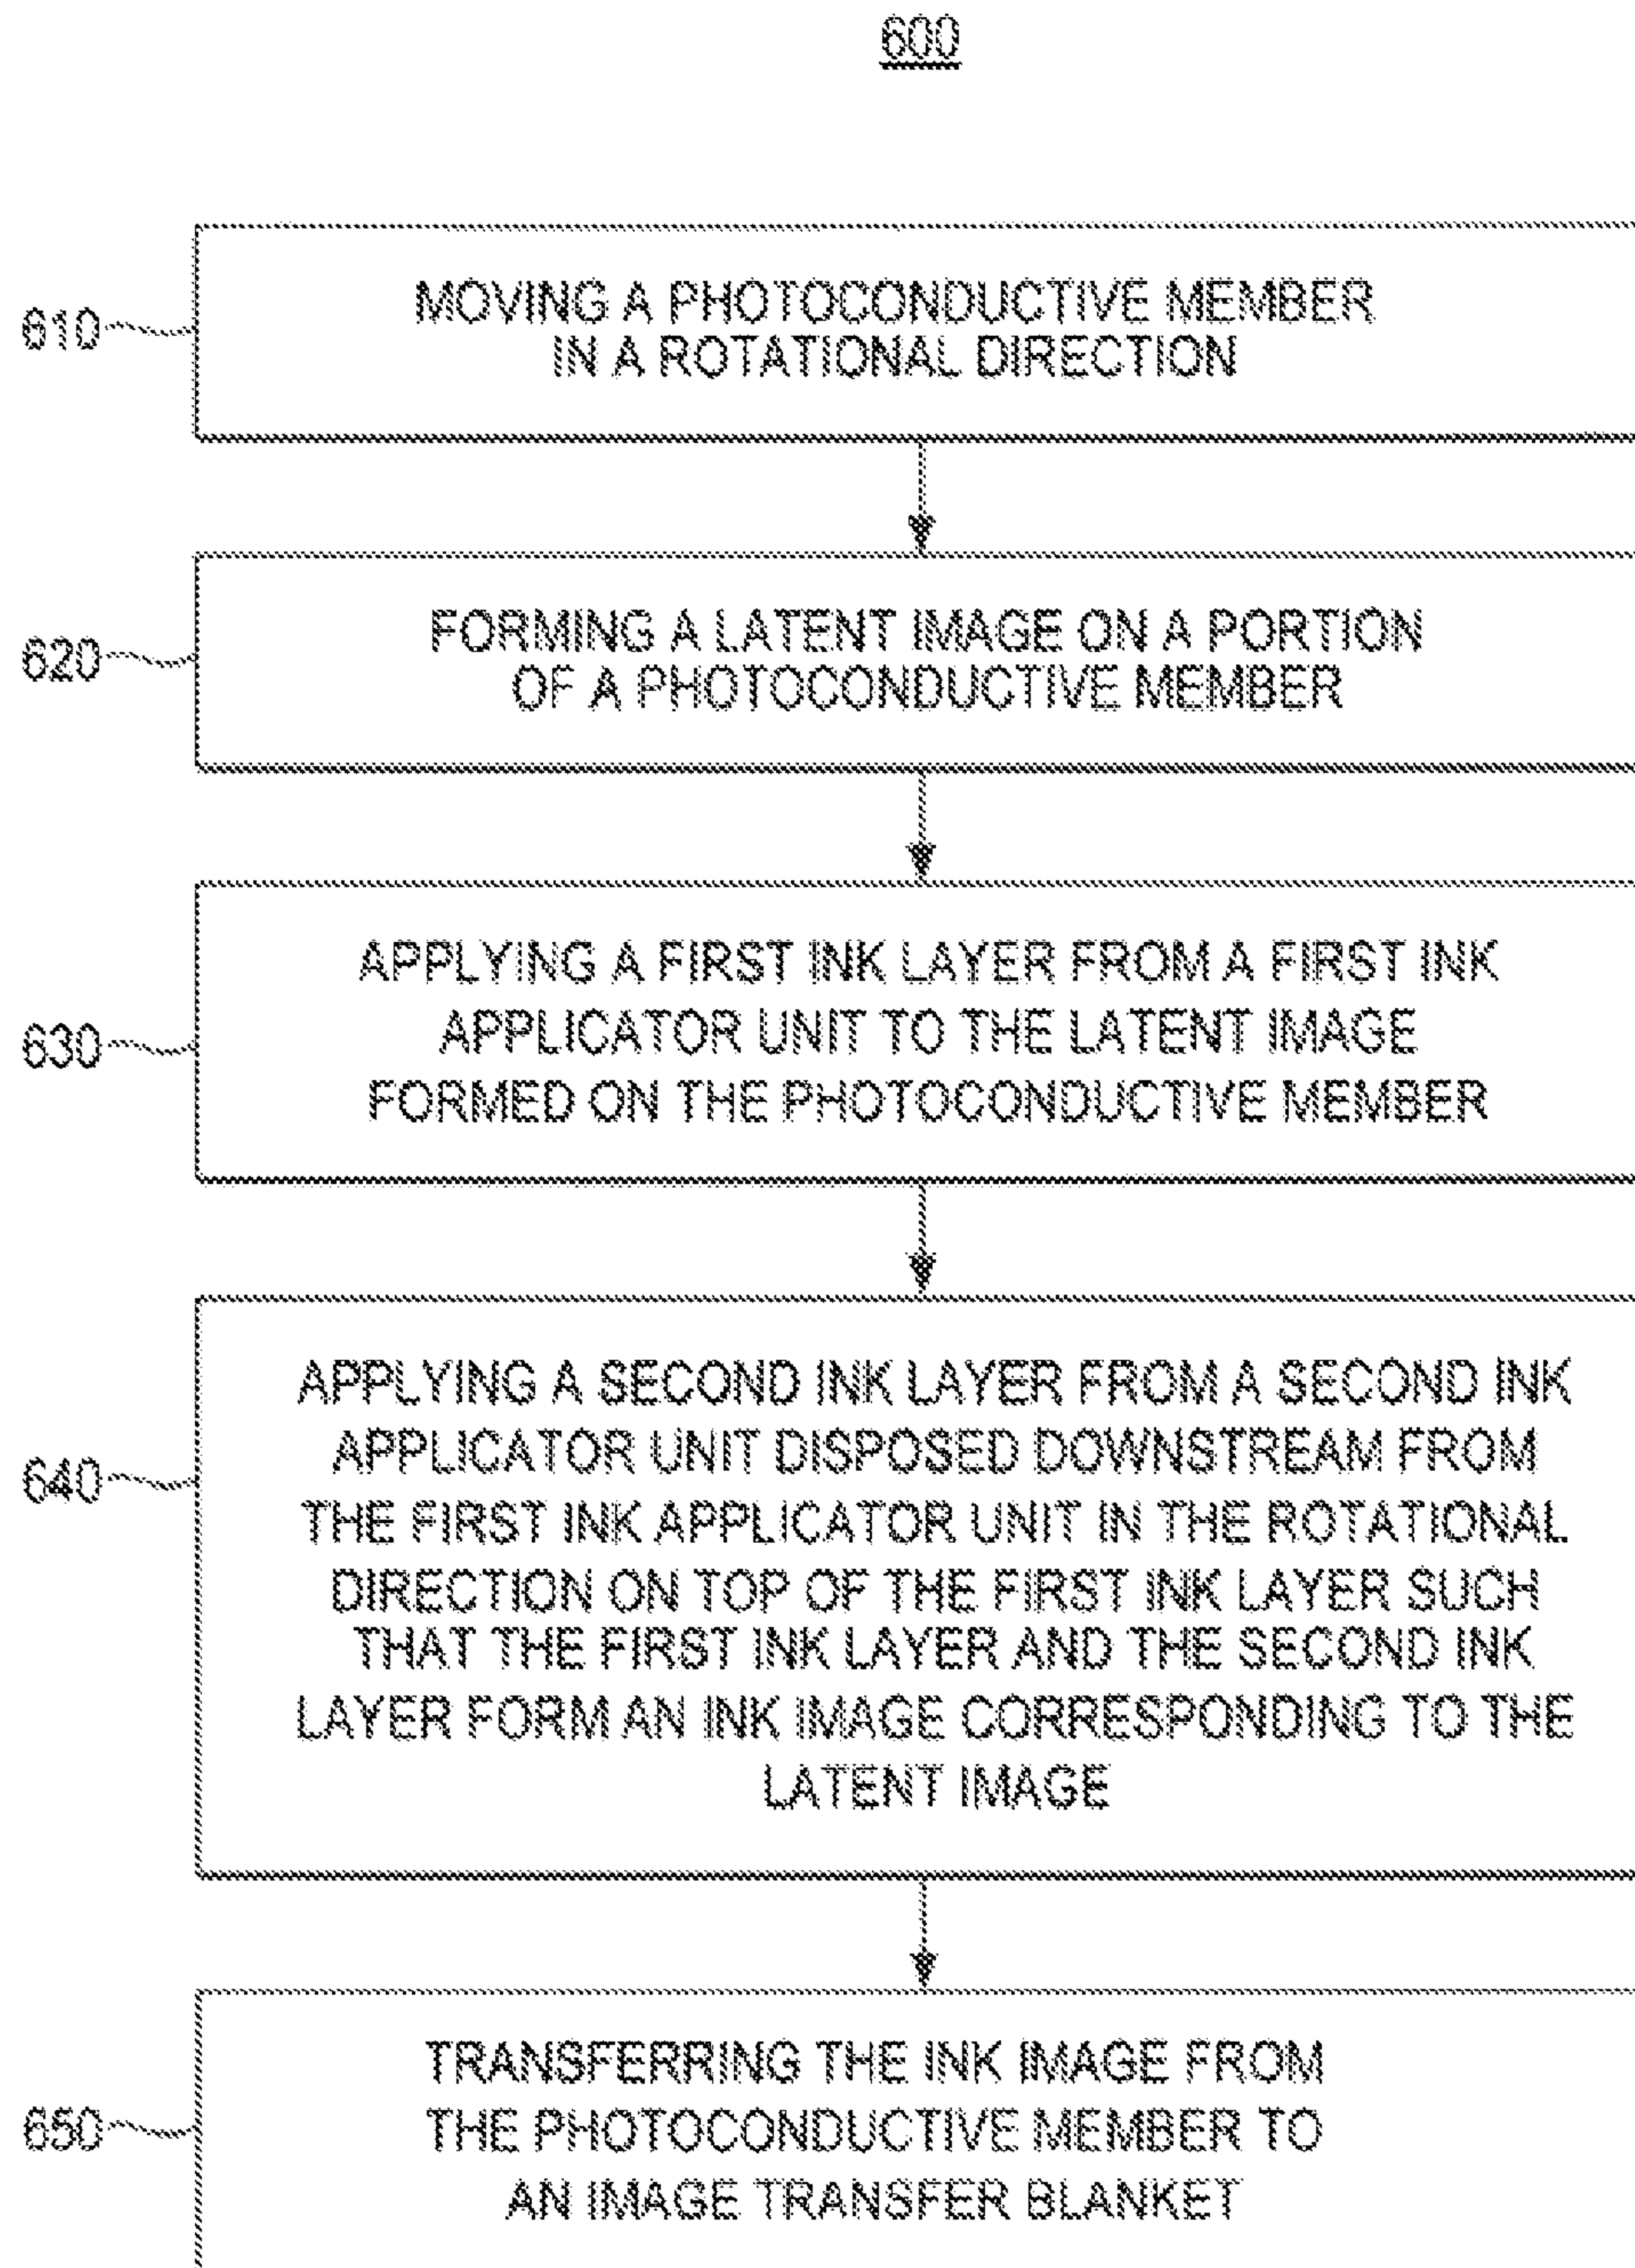 600
610
MOVING A PHOTOCONDUCTIVE MEMBER
IN A ROTATIONAL DIRECTION
620
FORMING A LATENT IMAGE ON A PORTION
OF A PHOTOCONDUCTIVE MEMBER
630
APPLYING A FIRST INK LAYER FROM A FIRST INK
APPLICATOR UNIT TO THE LATENT IMAGE
FORMED ON THE PHOTOCONDUCTIVE MEMBER
640
APPLYING A SECOND INK LAYER FROM A SECOND INK
APPLICATOR UNIT DISPOSED DOWNSTREAM FROM
THE FIRST INK APPLICATOR UNIT IN THE ROTATIONAL
DIRECTION ON TOP OF THE FIRST INK LAYER SUCH
THAT THE FIRST INK LAYER AND THE SECOND INK
LAYER FORM AN INK IMAGE CORRESPONDING TO THE
LATENT IMAGE
650
TRANSFERRING THE INK IMAGE FROM
THE PHOTOCONDUCTIVE MEMBER TO
AN IMAGE TRANSFER BLANKET